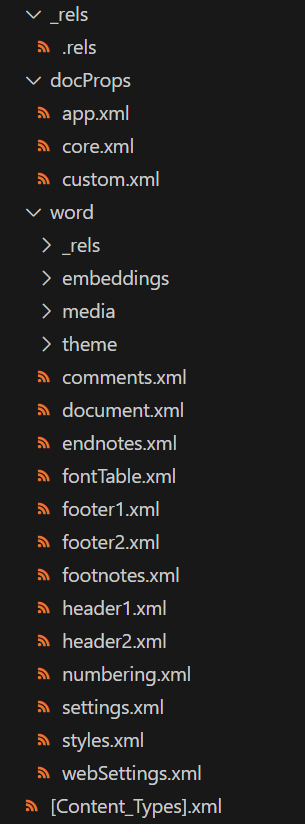 _rels
.rels
docProps
app.xml
core.xml
custom.xml
word
_rels
embeddings
media
theme
comments.xml
document.xml
endnotes.xml
fontTable.xml
footer1.xml
footer2.xml
footnotes.xml
header1.xml
header2.xml
numbering.xml
settings.xml
styles.xml
webSettings.xml
[Content_Types].xml